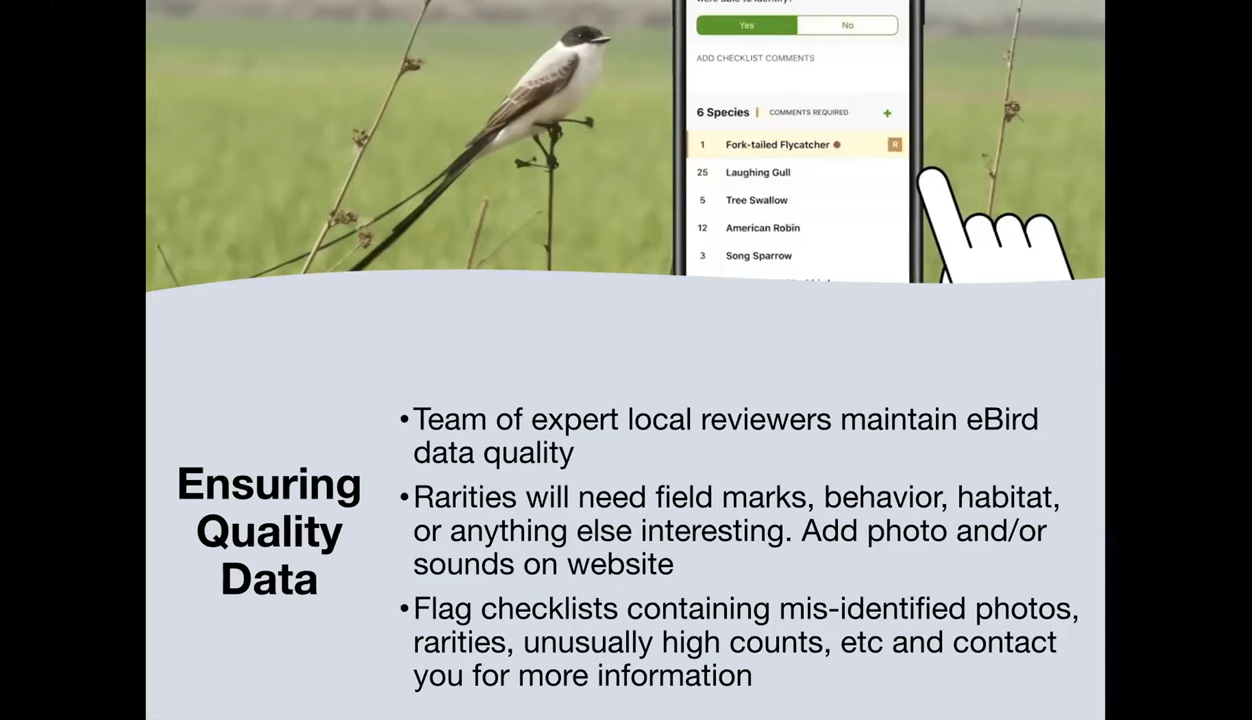 Yes
No
ADD CHECKLIST COMMENTS
6 Species
COMMENTS REQUIRED
+
1 Fork-tailed Flycatcher R
25 Laughing Gull
5 Tree Swallow
12 American Robin
3 Song Sparrow
Ensuring
Quality
Data
•Team of expert local reviewers maintain eBird
data quality
•Rarities will need field marks, behavior, habitat,
or anything else interesting. Add photo and/or
sounds on website
•Flag checklists containing mis-identified photos,
rarities, unusually high counts, etc and contact
you for more information